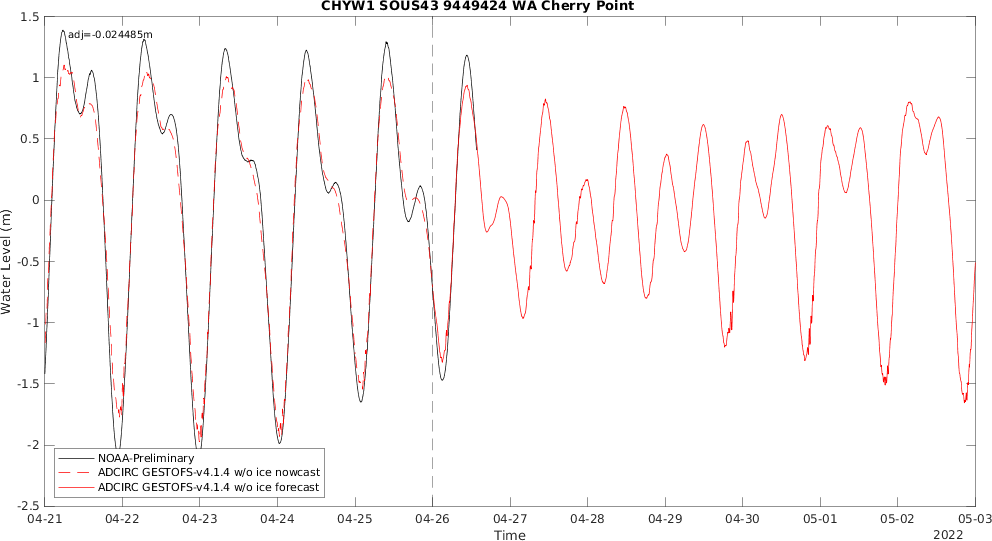 CHYW1 SOUS43 9449424 WA Cherry Point
adj=-0.024485m
1.5
1
0.5
0
-0.5
-1
-1.5
-2
-2.5
Water Level (m)
NOAA-Preliminary
ADCIRC GESTOFS-v4.1.4 w/o ice nowcast
ADCIRC GESTOFS-v4.1.4 w/o ice forecast
04-21 04-22 04-23 04-24 04-25 04-26 04-27 04-28 04-29 04-30 05-01 05-02 05-03
Time
2022